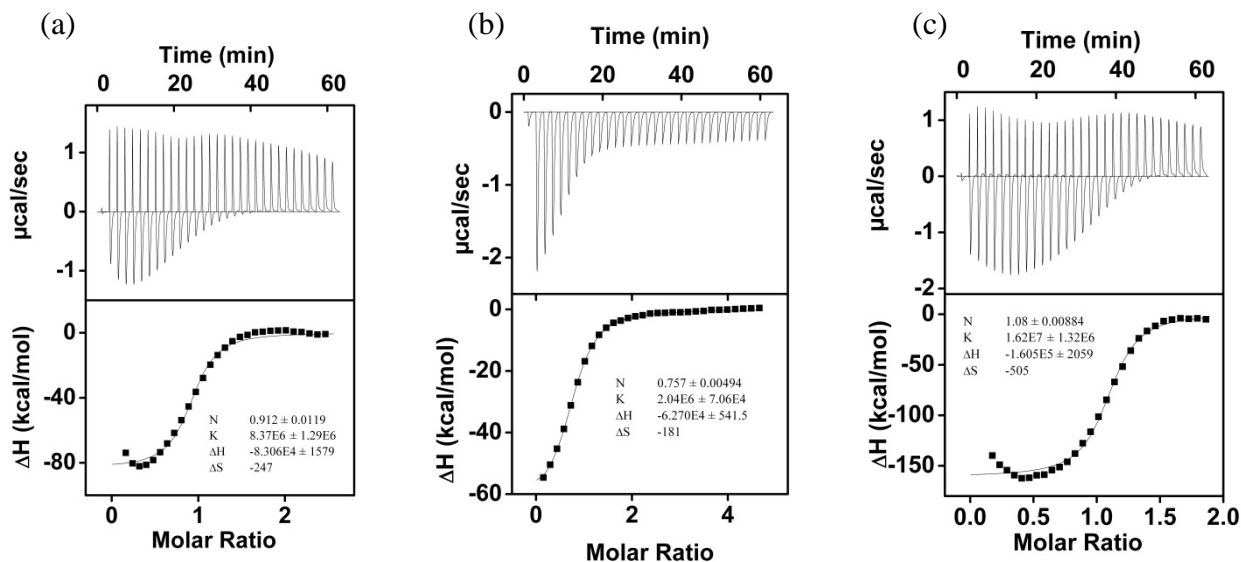 (a)
Time (min)
0 20 40 60
µcal/sec
1
0
-1
ΔH (kcal/mol)
0
-40
-80
N 0.912 ± 0.0119
K 8.37E6 ± 1.29E6
ΔH -8.306E4 ± 1579
ΔS -247
0 1 2
Molar Ratio
(b)
Time (min)
0 20 40 60
µcal/sec
0
-1
-2
ΔH (kcal/mol)
0
-20
-40
-60
N 0.757 ± 0.00494
K 2.04E6 ± 7.06E4
ΔH -6.270E4 ± 541.5
ΔS -181
0 2 4
Molar Ratio
(c)
Time (min)
0 20 40 60
µcal/sec
1
0
-1
-2
ΔH (kcal/mol)
0
-50
-100
-150
N 1.08 ± 0.00884
K 1.62E7 ± 1.32E6
ΔH -1.605E5 ± 2059
ΔS -505
0.0 0.5 1.0 1.5 2.0
Molar Ratio